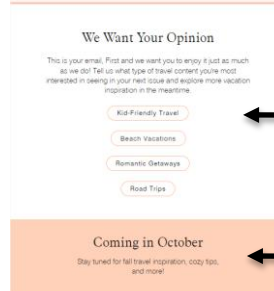 We Want Your Opinion
This is your email, First and we want you to enjoy it just as much
as we do! Tell us what type of travel content you're most
interested in seeing in your next issue and explore more vacation
inspiration in the meantime.
Kid-Friendly Travel
Beach Vacations
Romantic Getaways
Road Trips
Coming in October
Stay tuned for fall travel inspiration, cozy tips,
and more!